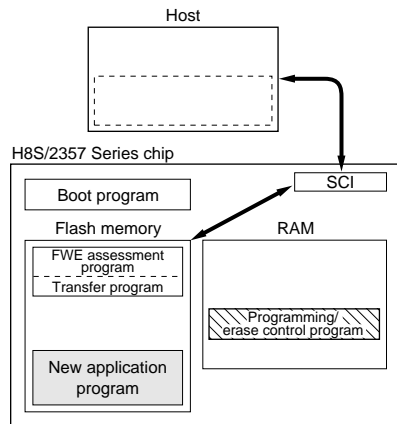 Host
H8S/2357 Series chip
SCI
Boot program
Flash memory
RAM
FWE assessment
program
Transfer program
Programming/
erase control program
New application
program